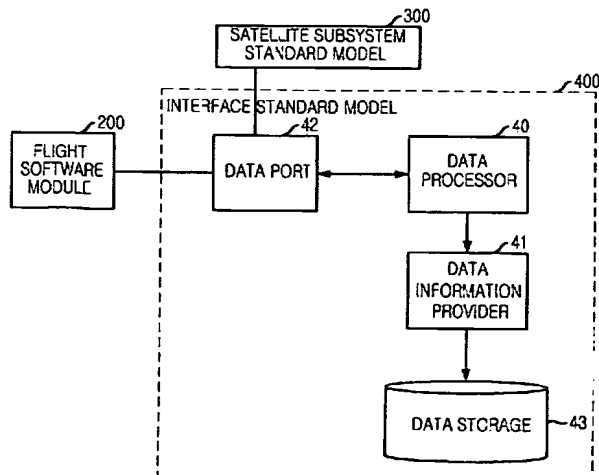 300
SATELLITE SUBSYSTEM
STANDARD MODEL
400
INTERFACE STANDARD MODEL
200
FLIGHT
SOFTWARE
MODULE
42
DATA PORT
40
DATA
PROCESSOR
41
DATA
INFORMATION
PROVIDER
DATA STORAGE
43